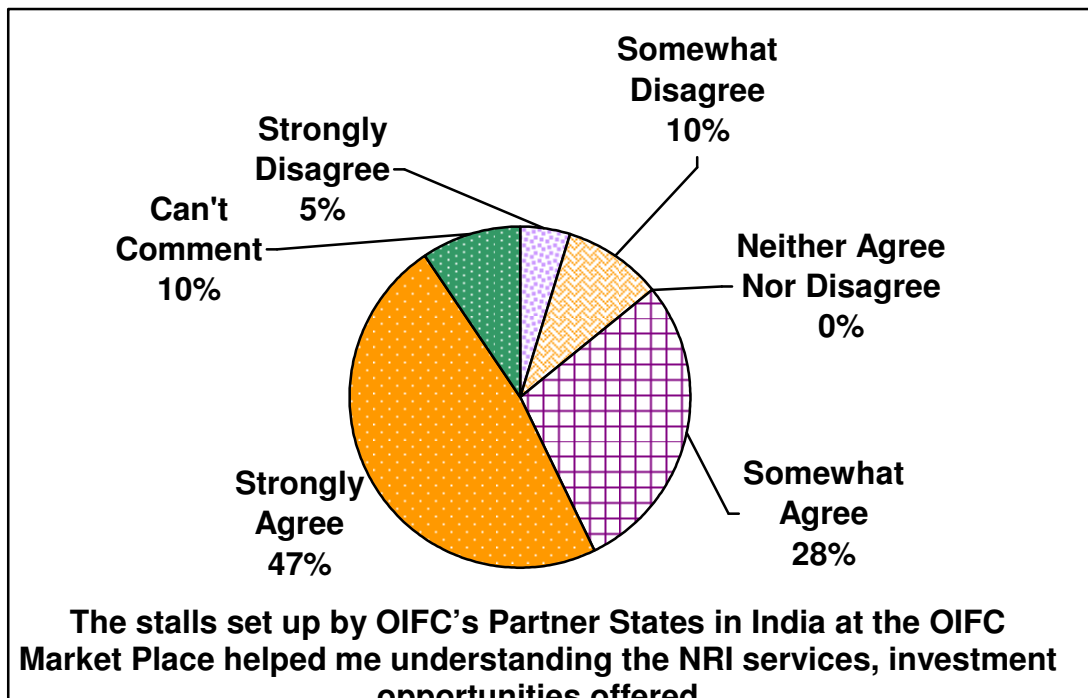 Somewhat
Disagree
10%
Strongly
Disagree
5%
Can't
Comment
10%
Neither Agree
Nor Disagree
0%
Somewhat
Agree
28%
Strongly
Agree
47%
The stalls set up by OIFC’s Partner States in India at the OIFC
Market Place helped me understanding the NRI services, investment
opportunities offered